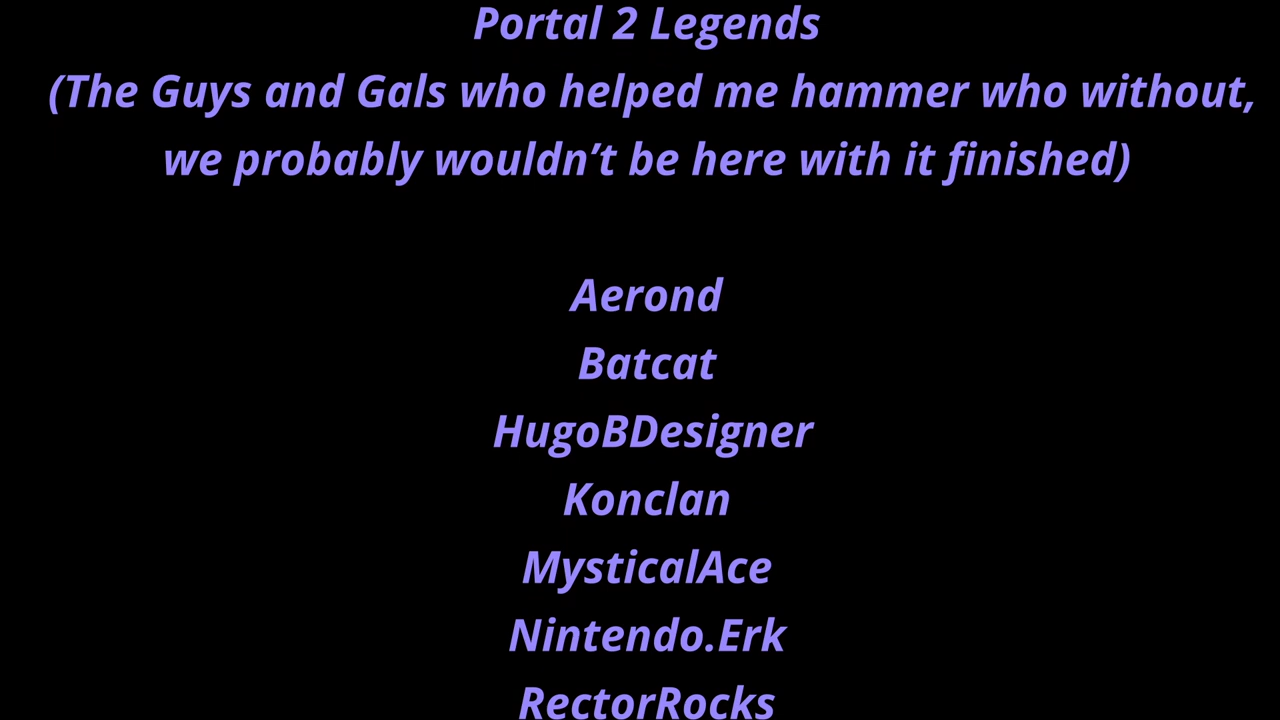 Portal 2 Legends
(The Guys and Gals who helped me hammer who without,
we probably wouldn’t be here with it finished)
Aerond
Batcat
HugoBDesigner
Konclan
MysticalAce
Nintendo.Erk
RectorRocks